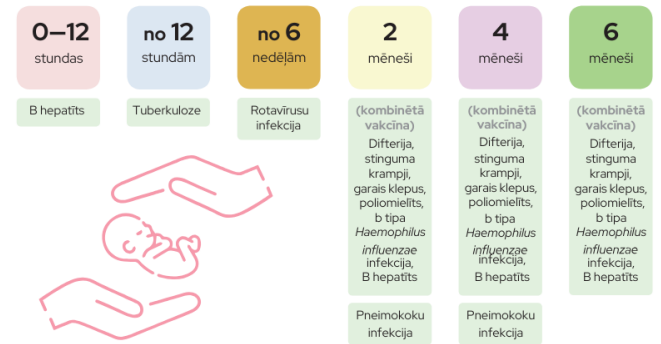 0–12
stundas
B hepatīts
no 12
stundām
Tuberkuloze
no 6
nedēļām
Rotavīrusu
infekcija
2
mēneši
(kombinētā
vakcīna)
Difterija,
stinguma
krampji,
garais klepus,
poliomielīts,
b tipa
Haemophilus
influenzae
infekcija,
B hepatīts
Pneimokoku
infekcija
4
mēneši
(kombinētā
vakcīna)
Difterija,
stinguma
krampji,
garais klepus,
poliomielīts,
b tipa
Haemophilus
influenzae
infekcija,
B hepatīts
Pneimokoku
infekcija
6
mēneši
(kombinētā
vakcīna)
Difterija,
stinguma
krampji,
garais klepus,
poliomielīts,
b tipa
Haemophilus
influenzae
infekcija,
B hepatīts